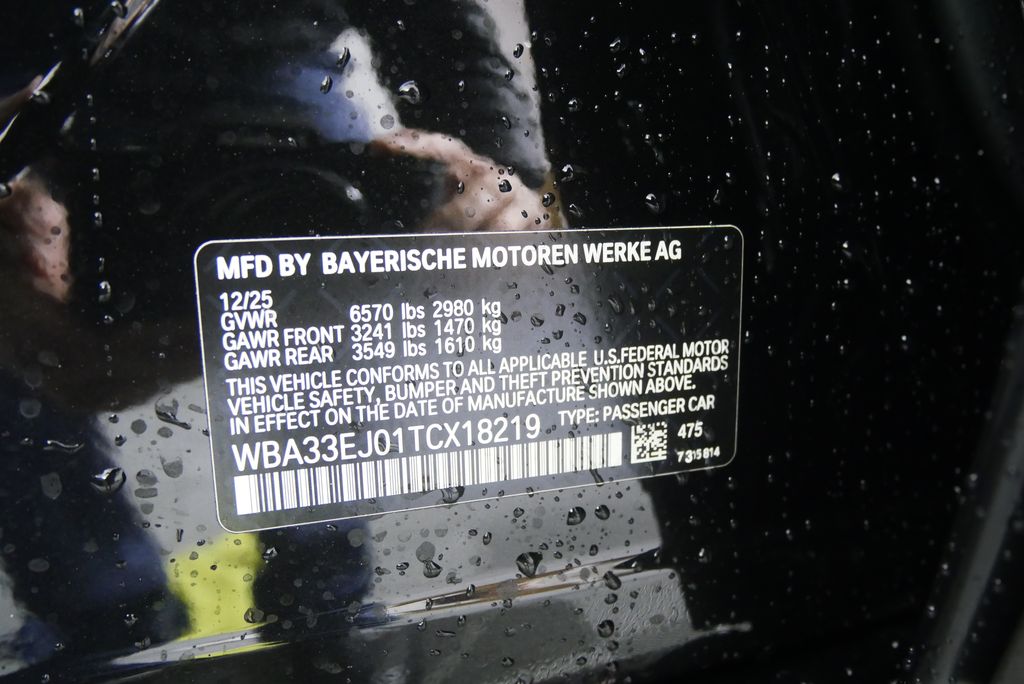 MFD BY BAYERISCHE MOTOREN WERKE AG
12/25
GVWR 6570 lbs 2980 kg
GAWR FRONT 3241 lbs 1470 kg
GAWR REAR 3549 lbs 1610 kg
THIS VEHICLE CONFORMS TO ALL APPLICABLE U.S.FEDERAL MOTOR
VEHICLE SAFETY, BUMPER AND THEFT PREVENTION STANDARDS
IN EFFECT ON THE DATE OF MANUFACTURE SHOWN ABOVE.
WBA33EJ01TCX18219 TYPE: PASSENGER CAR
475
7315814